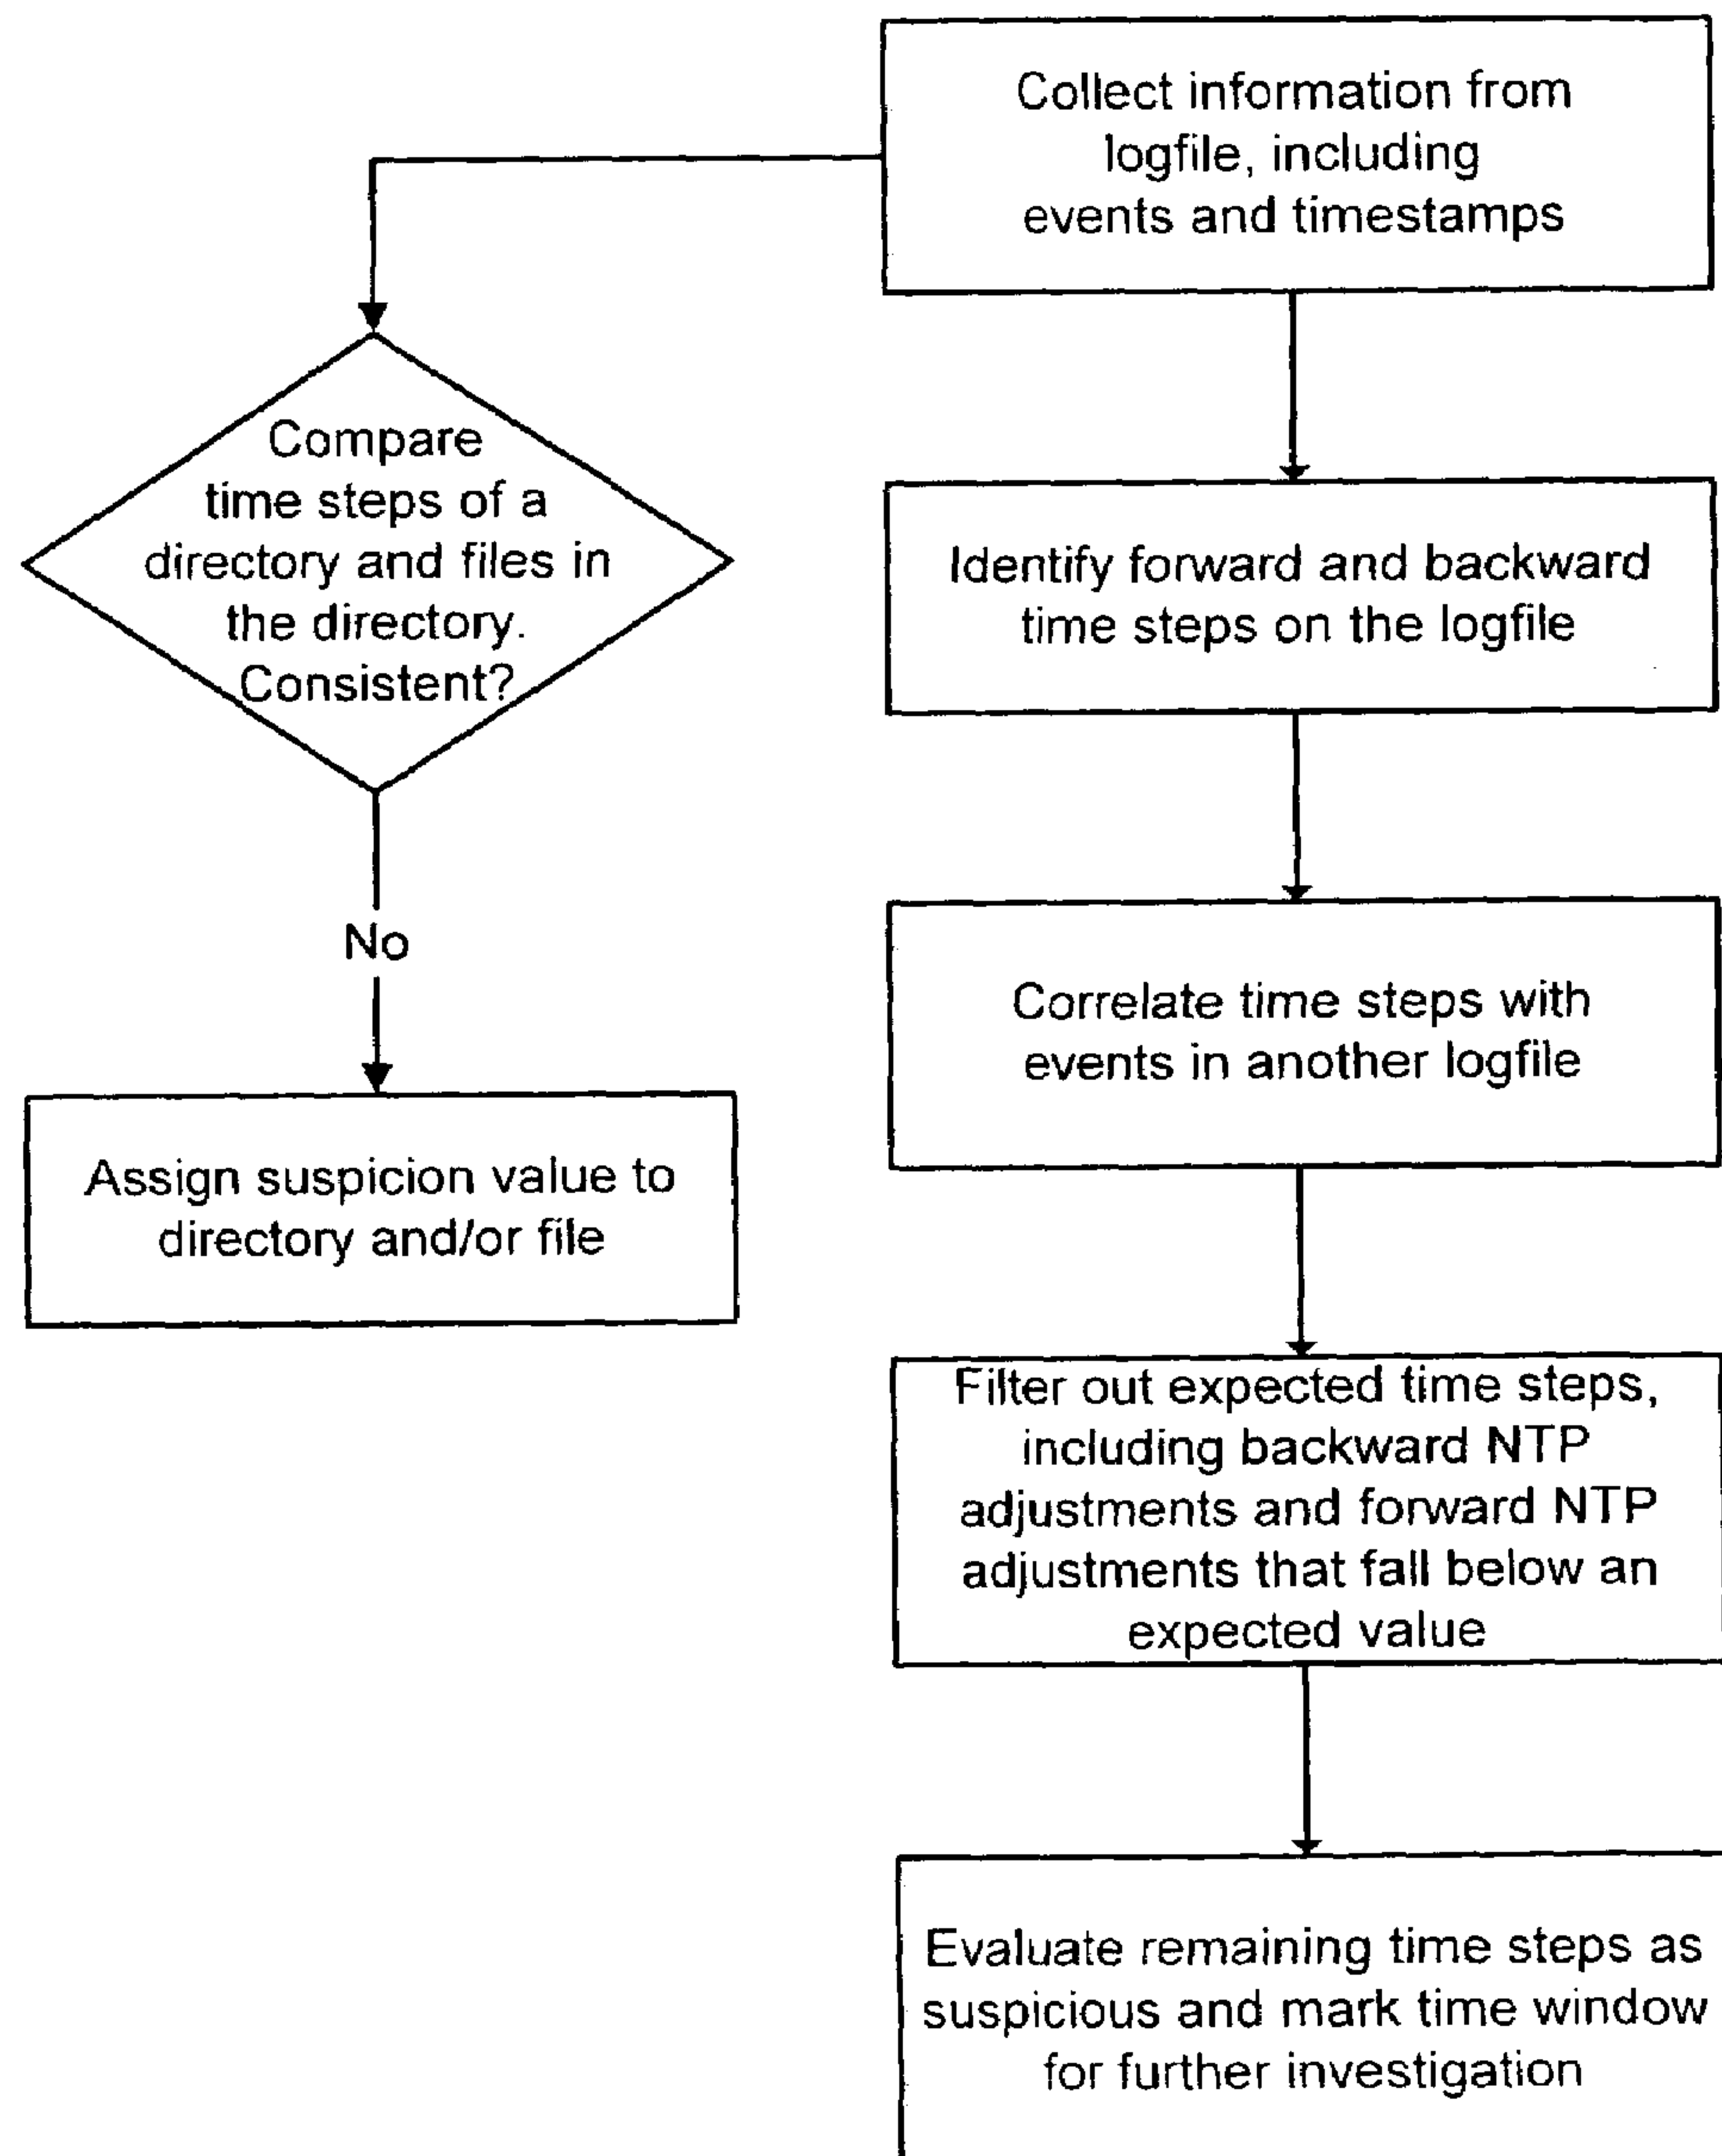 Collect information from
logfile, including
events and timestamps
Compare
time steps of a
directory and files in
the directory.
Consistent?
Identify forward and backward
time steps on the logfile
No
Correlate time steps with
events in another logfile
Assign suspicion value to
directory and/or file
Filter out expected time steps,
including backward NTP
adjustments and forward NTP
adjustments that fall below an
expected value
Evaluate remaining time steps as
suspicious and mark time window
for further investigation